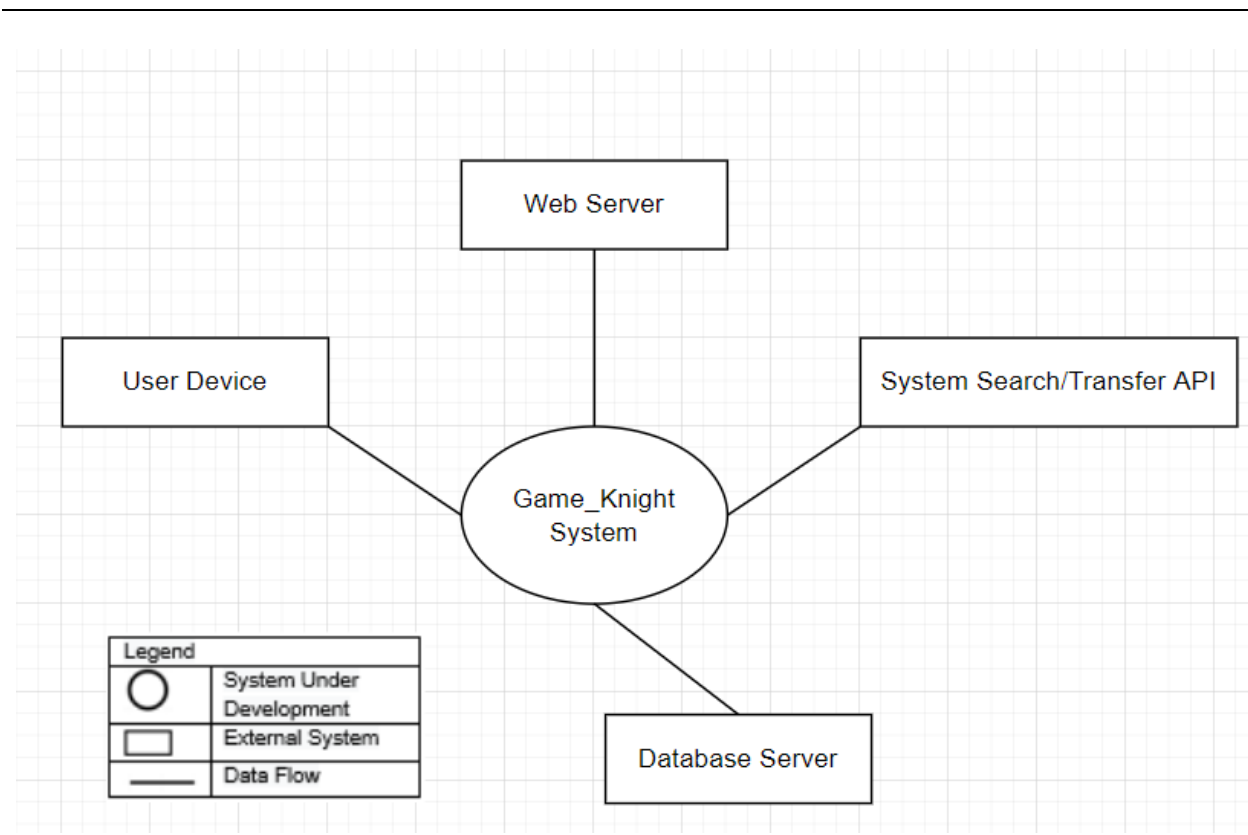 Web Server
User Device
System Search/Transfer API
Game_Knight
System
Database Server
Legend
System Under
Development
External System
Data Flow